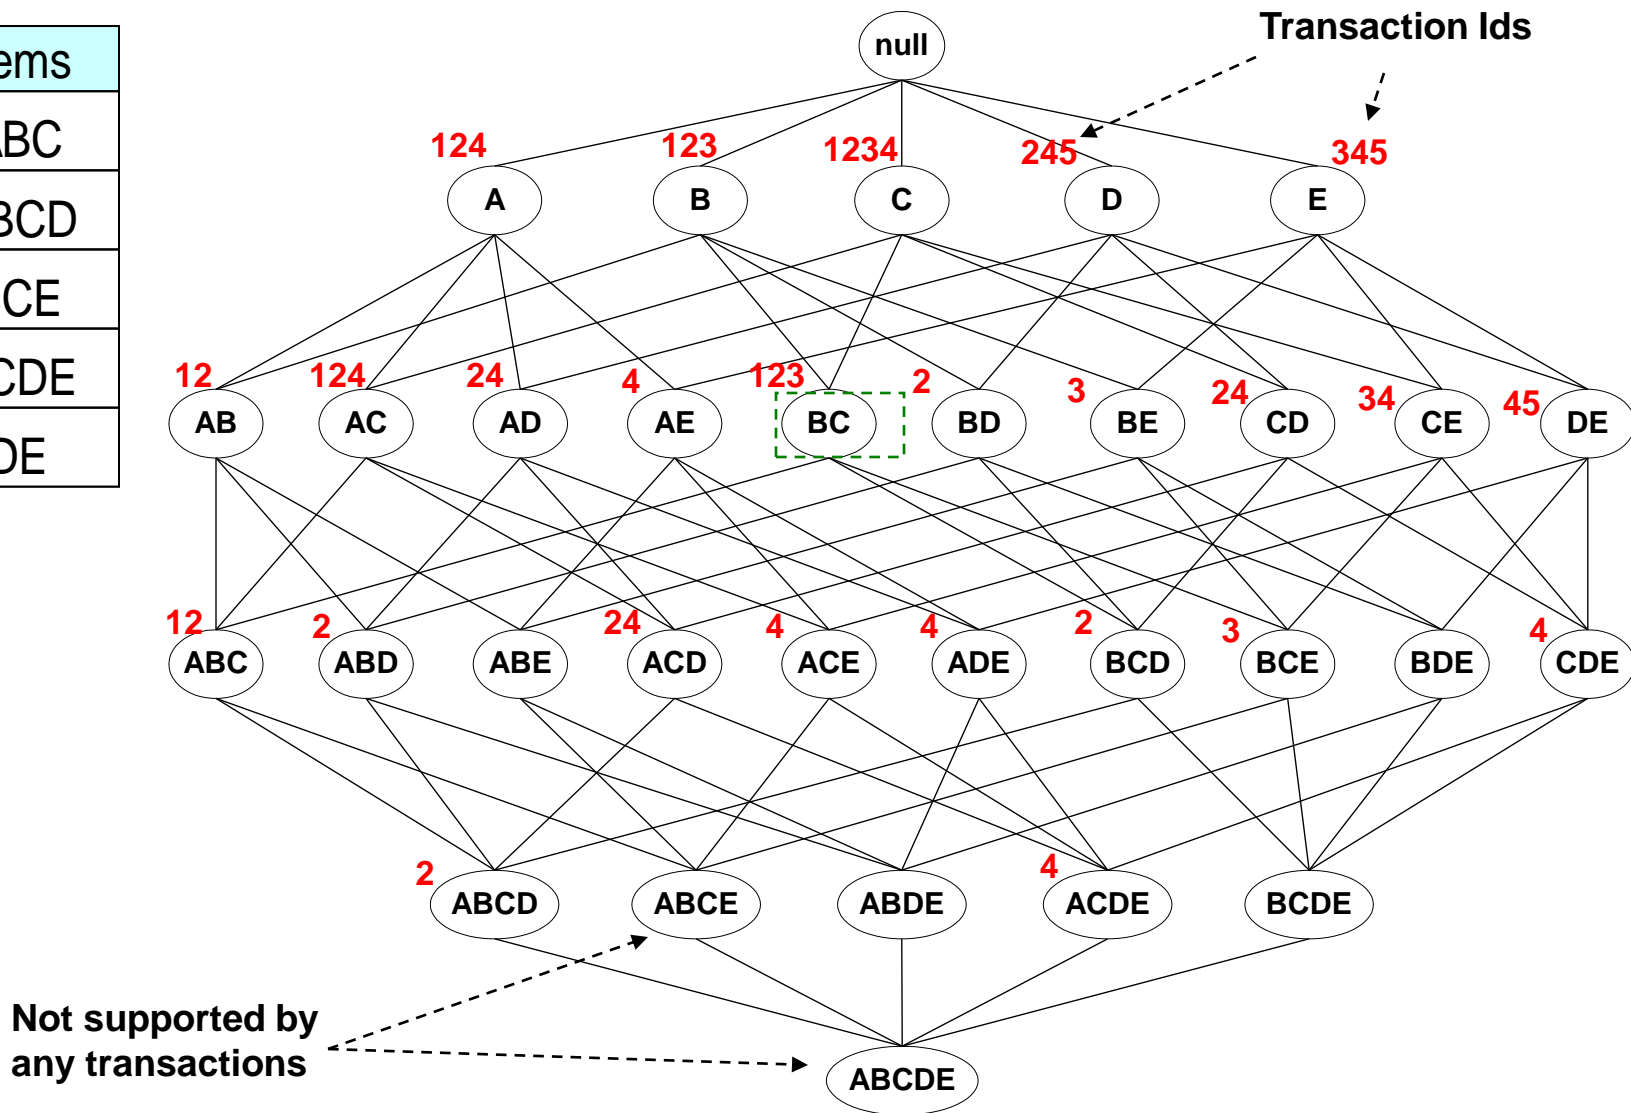 null
Transaction Ids
ems
ABC
BCD
CE
CDE
DE
124 123 1234 245 345
A B C D E
12 124 24 4 123 2 3 24 34 45
AB AC AD AE BC BD BE CD CE DE
12 2 24 4 4 2 3 4
ABC ABD ABE ACD ACE ADE BCD BCE BDE CDE
2 4
ABCD ABCE ABDE ACDE BCDE
Not supported by
any transactions
ABCDE